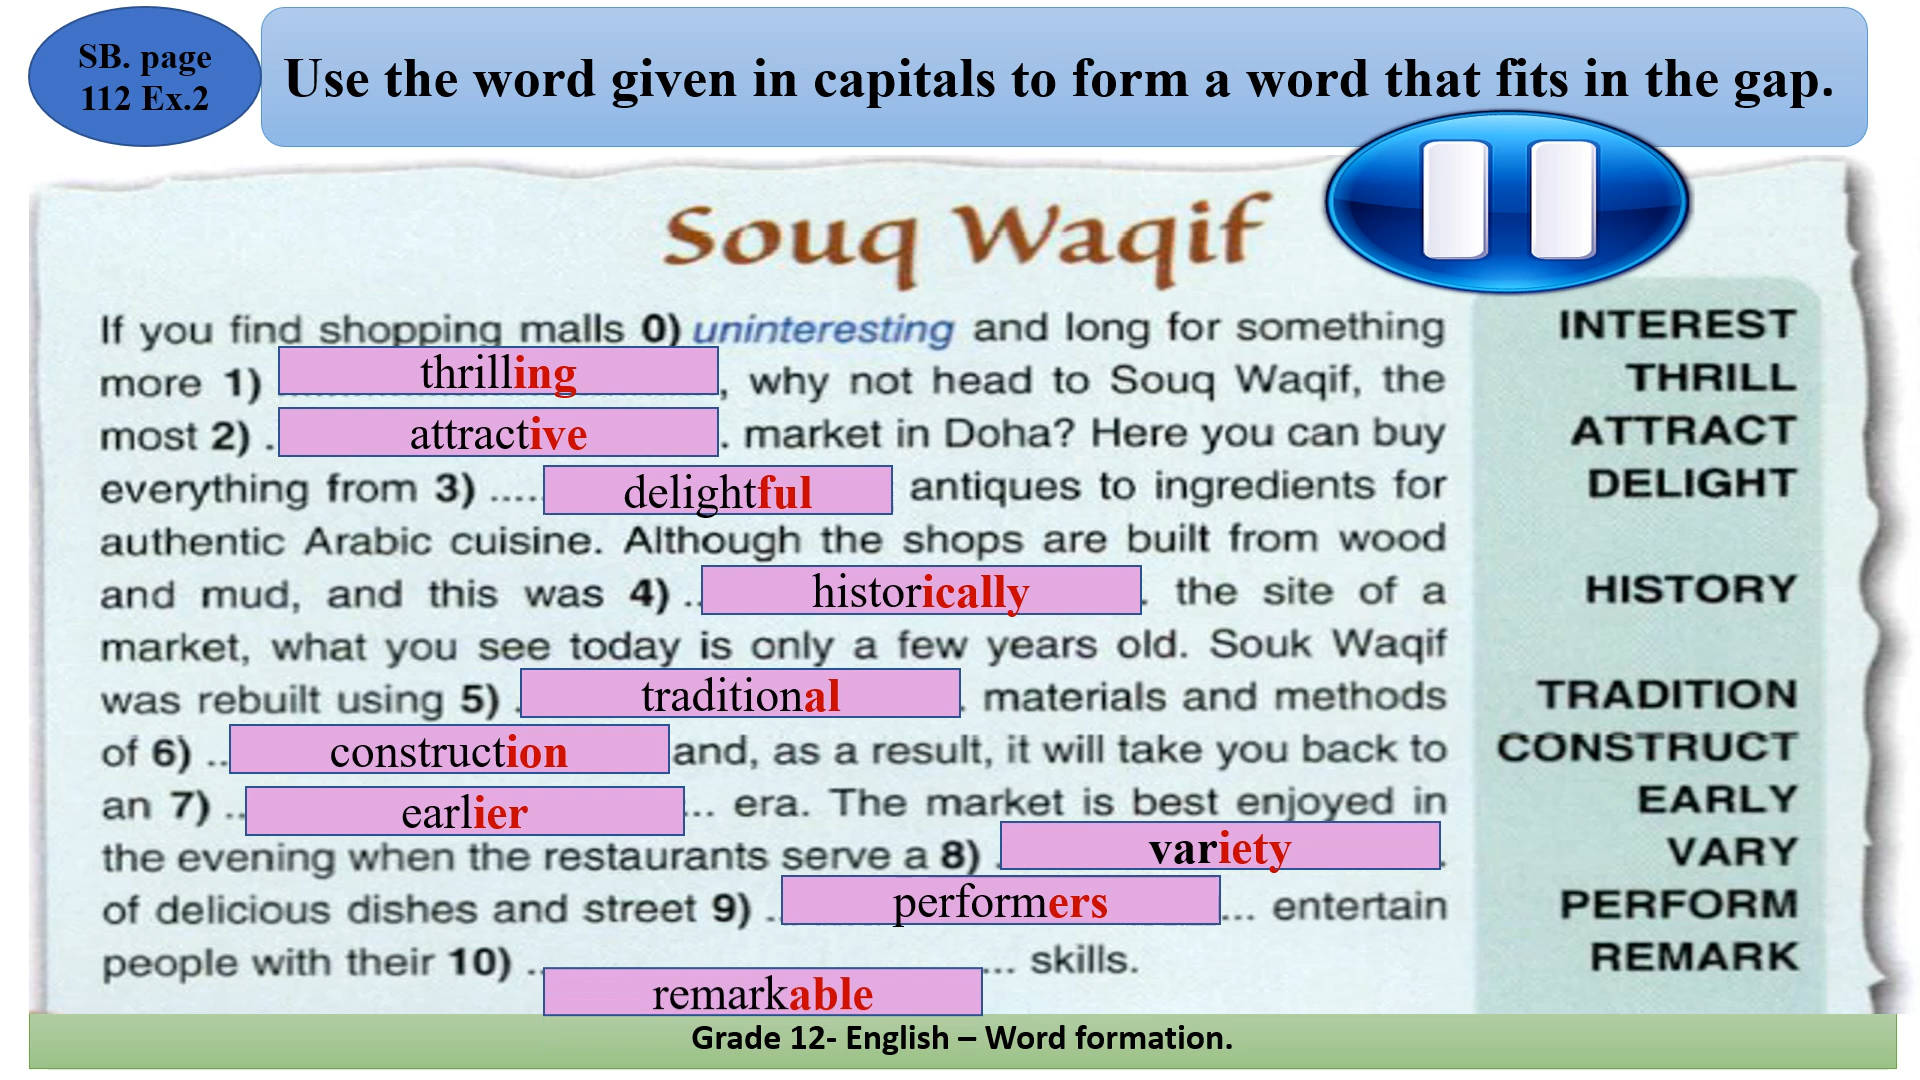 SB. page
112 Ex.2
Use the word given in capitals to form a word that fits in the gap.
Souq Waqif
If you find shopping malls 0) uninteresting and long for something INTEREST
more 1) thrilling, why not head to Souq Waqif, the THRILL
most 2) . attractive . market in Doha? Here you can buy ATTRACT
everything from 3) ..... delightful antiques to ingredients for DELIGHT
authentic Arabic cuisine. Although the shops are built from wood
and mud, and this was 4) .. historically . the site of a HISTORY
market, what you see today is only a few years old. Souk Waqif
was rebuilt using 5) . traditional . materials and methods TRADITION
of 6) .. construction and, as a result, it will take you back to CONSTRUCT
an 7) .. earlier ... era. The market is best enjoyed in EARLY
the evening when the restaurants serve a 8) . variety . VARY
of delicious dishes and street 9) .. performers ... entertain PERFORM
people with their 10) .. remarkable ... skills. REMARK
Grade 12- English – Word formation.